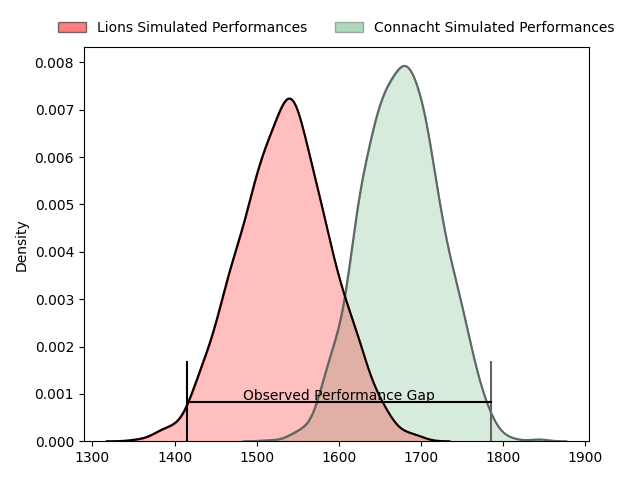 Lions Simulated Performances
Connacht Simulated Performances
0.008
0.007
0.006
0.005
0.004
0.003
0.002
0.001
0.000
Density
Observed Performance Gap
1300 1400 1500 1600 1700 1800 1900